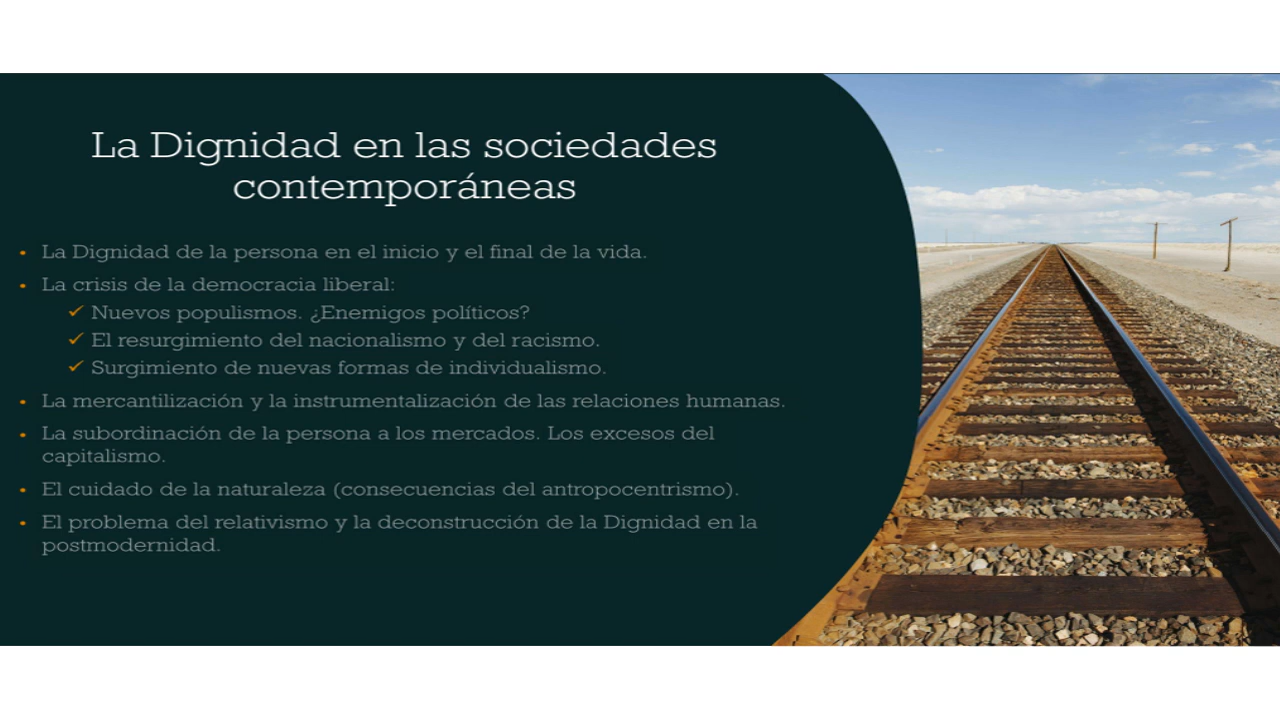 La Dignidad en las sociedades
contemporáneas
• La Dignidad de la persona en el inicio y el final de la vida.
• La crisis de la democracia liberal:
✓ Nuevos populismos. ¿Enemigos políticos?
✓ El resurgimiento del nacionalismo y del racismo.
✓ Surgimiento de nuevas formas de individualismo.
• La mercantilización y la instrumentalización de las relaciones humanas.
• La subordinación de la persona a los mercados. Los excesos del
capitalismo.
• El cuidado de la naturaleza (consecuencias del antropocentrismo).
• El problema del relativismo y la deconstrucción de la Dignidad en la
postmodernidad.